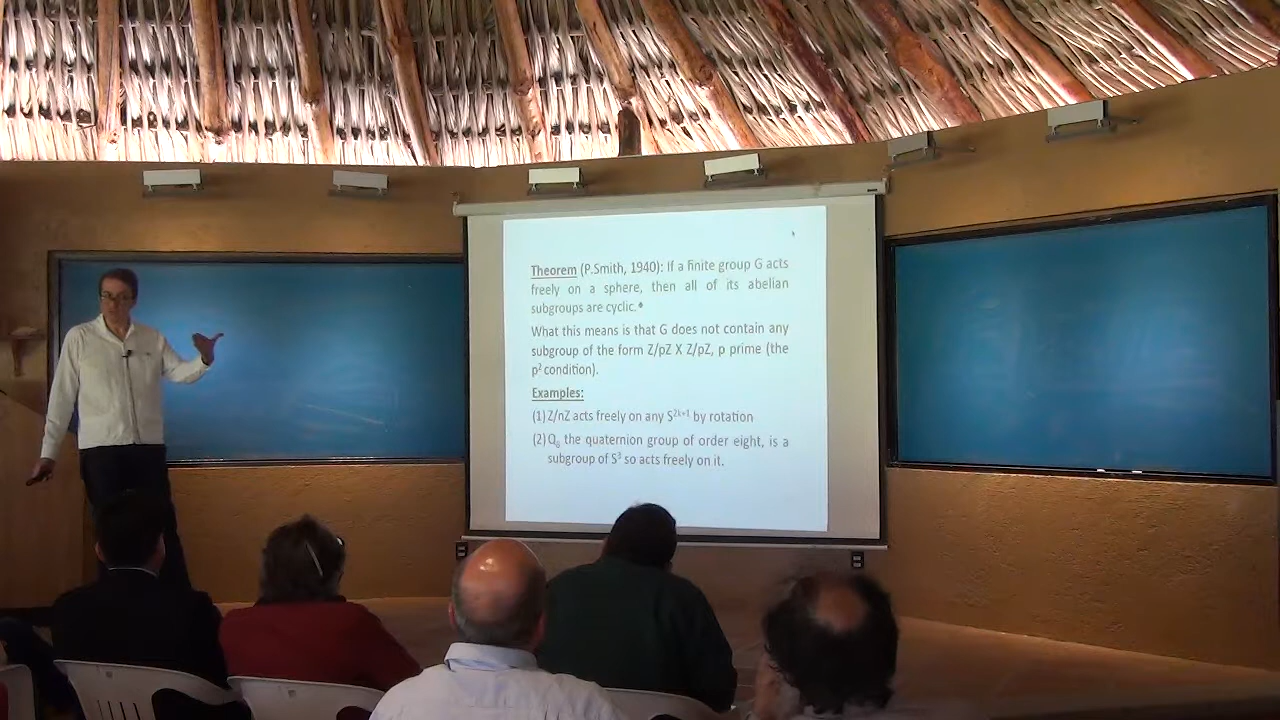 Theorem (P.Smith, 1940): If a finite group G acts
freely on a sphere, then all of its abelian
subgroups are cyclic.
What this means is that G does not contain any
subgroup of the form Z/pZ X Z/pZ, p prime (the
p² condition).
Examples:
(1) Z/nZ acts freely on any S²ᵏ⁺¹ by rotation
(2) Q₈ the quaternion group of order eight, is a
subgroup of S³ so acts freely on it.